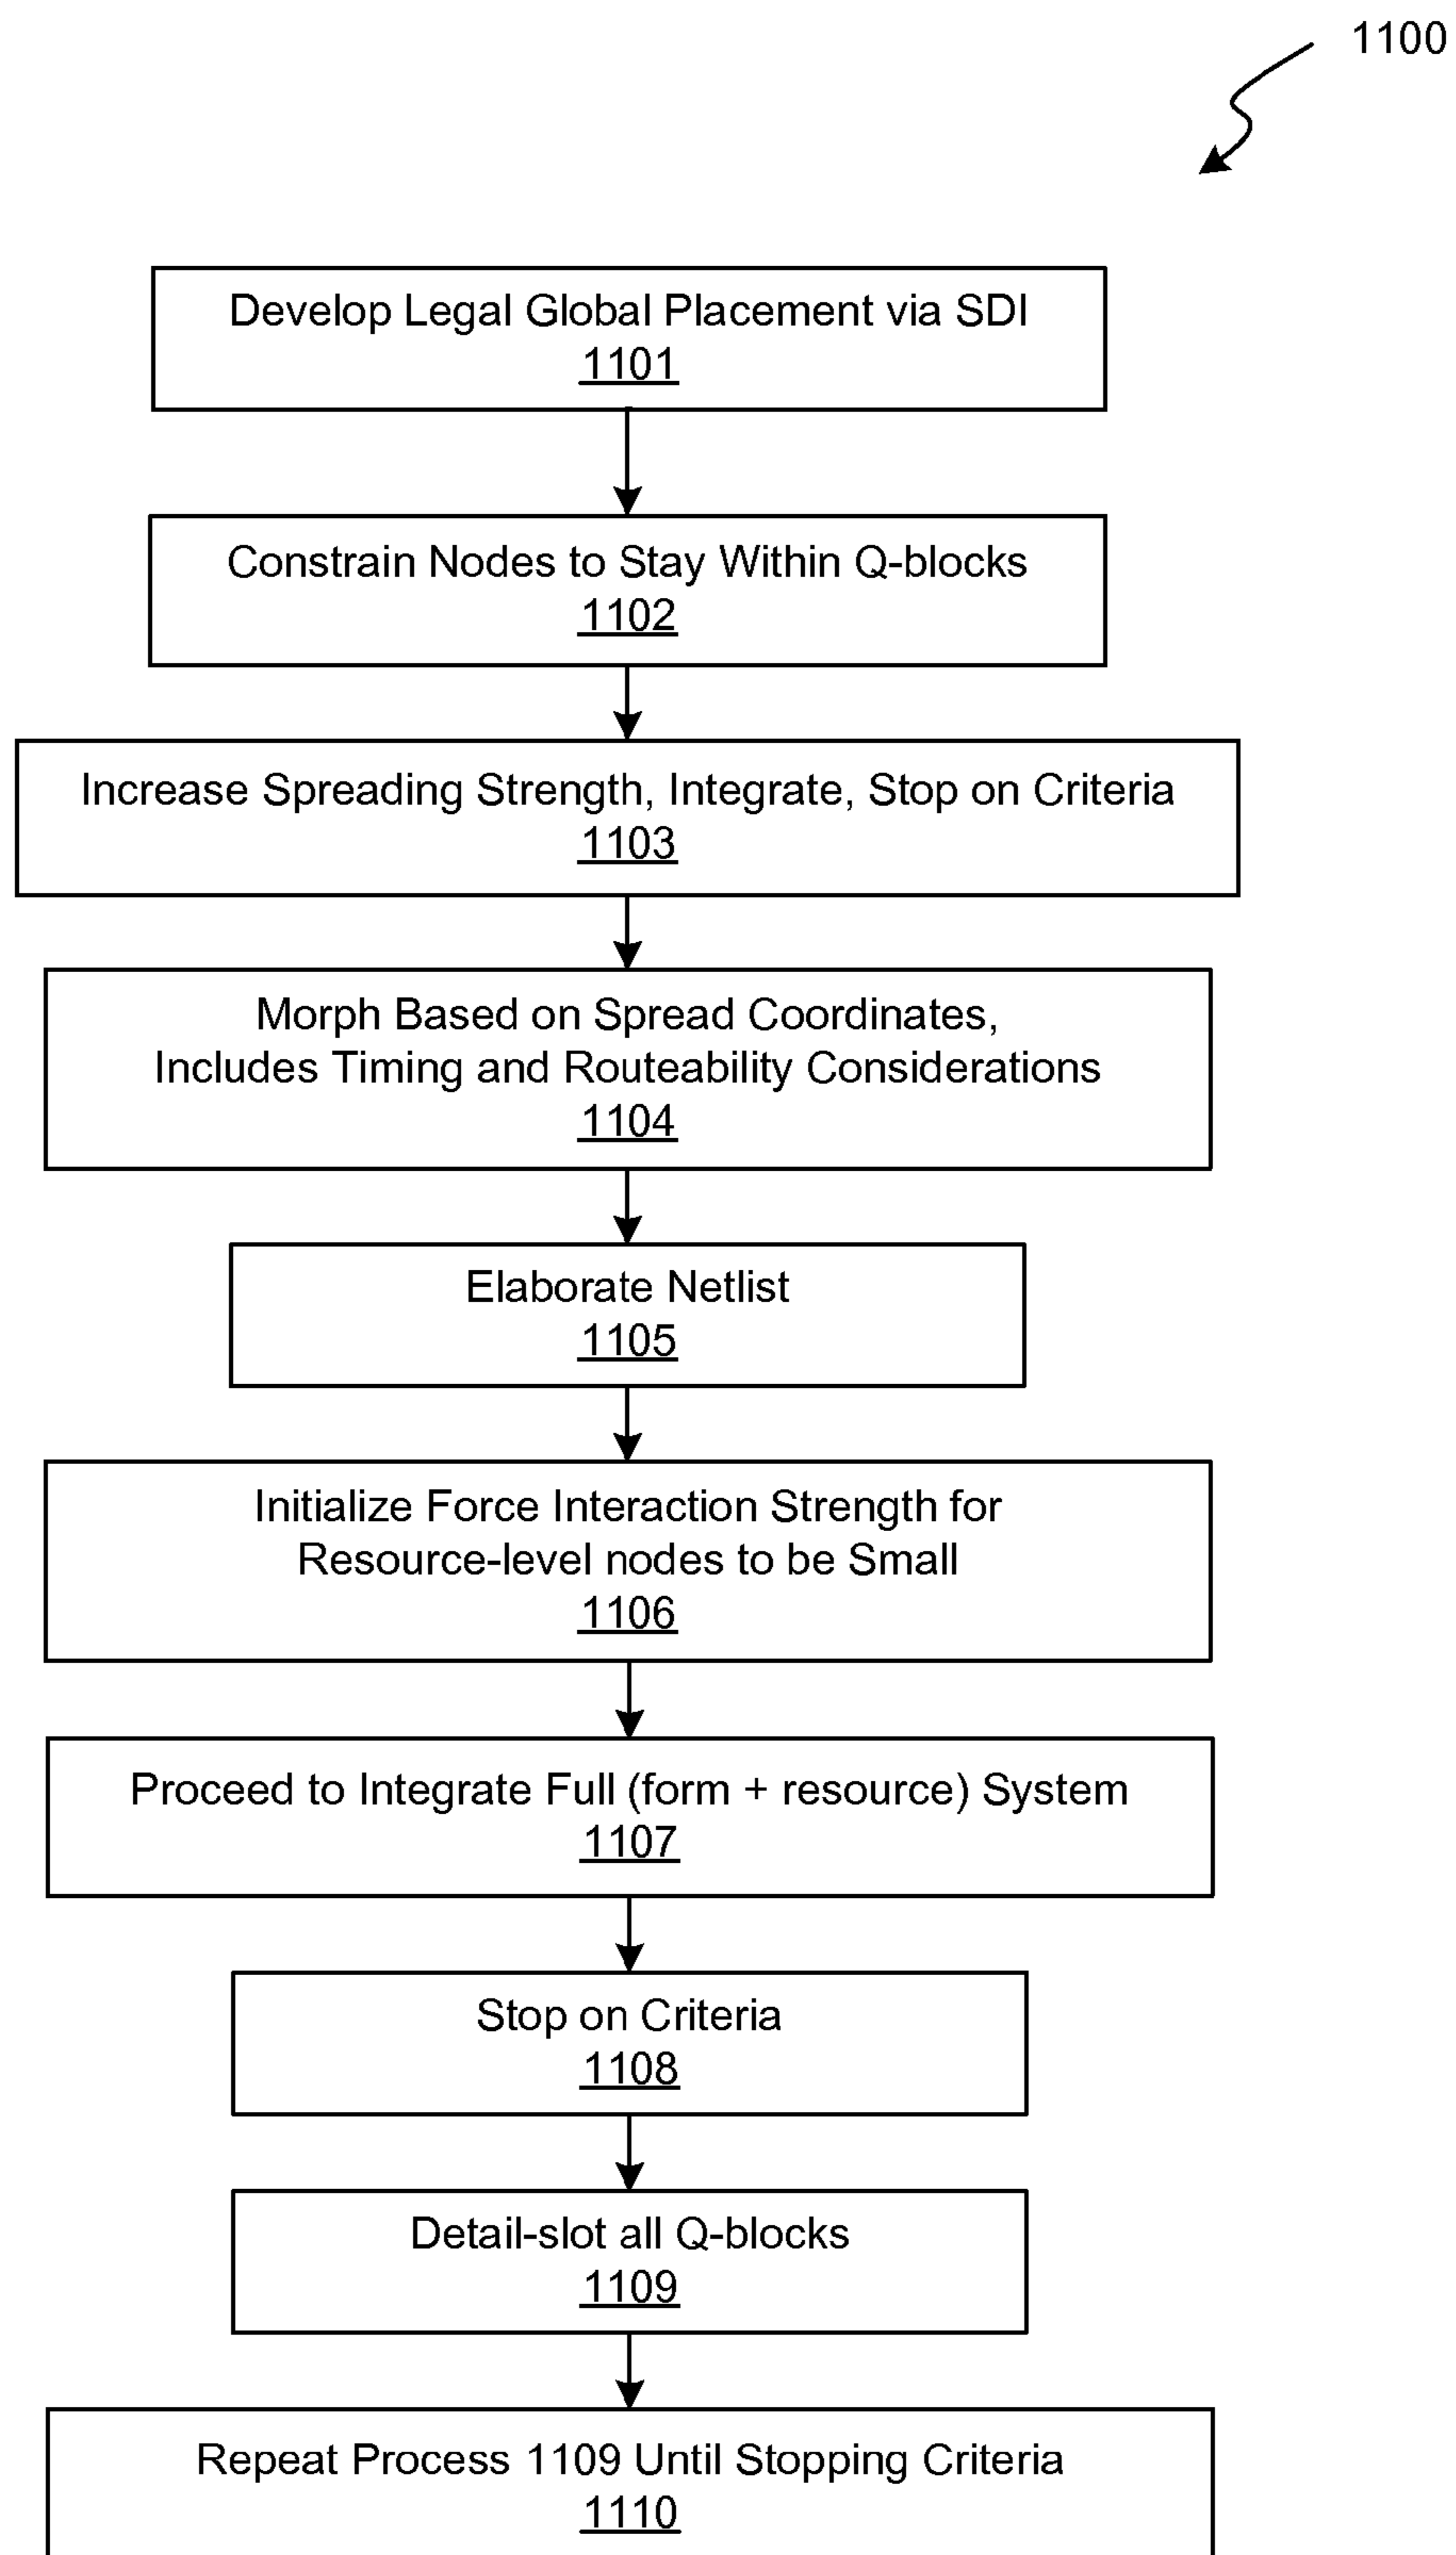 1100
Develop Legal Global Placement via SDI
1101
Constrain Nodes to Stay Within Q-blocks
1102
Increase Spreading Strength, Integrate, Stop on Criteria
1103
Morph Based on Spread Coordinates,
Includes Timing and Routeability Considerations
1104
Elaborate Netlist
1105
Initialize Force Interaction Strength for
Resource-level nodes to be Small
1106
Proceed to Integrate Full (form + resource) System
1107
Stop on Criteria
1108
Detail-slot all Q-blocks
1109
Repeat Process 1109 Until Stopping Criteria
1110